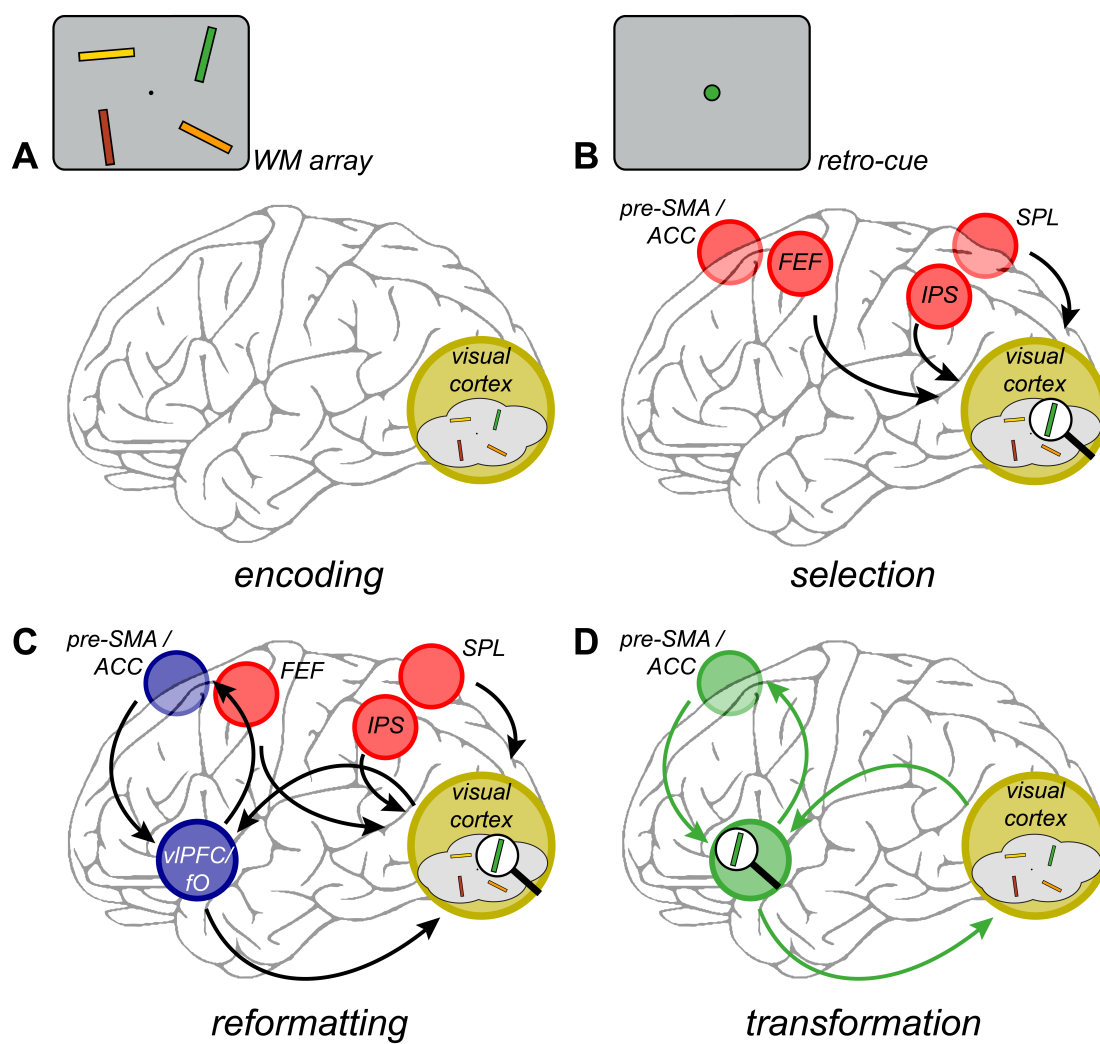 A
WM array
visual
cortex
encoding
B
retro-cue
pre-SMA /
ACC
FEF
IPS
SPL
visual
cortex
selection
C
pre-SMA /
ACC
FEF
SPL
IPS
vlPFC/
fO
visual
cortex
reformatting
D
pre-SMA /
ACC
visual
cortex
transformation